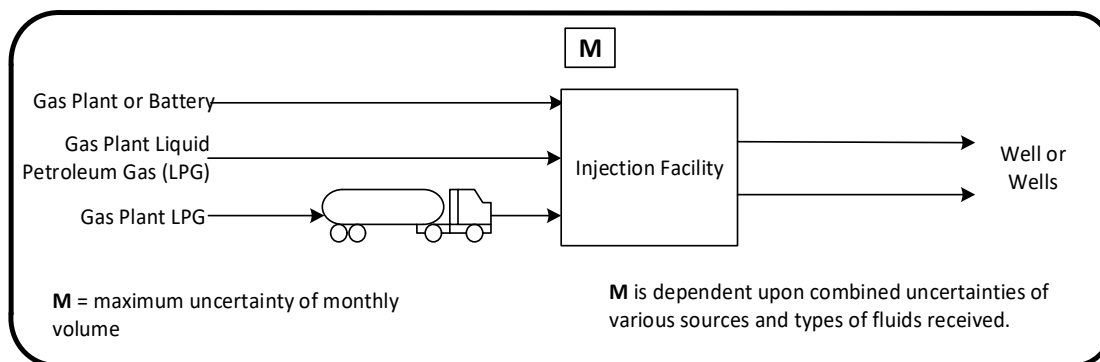 M
Gas Plant or Battery
Gas Plant Liquid
Petroleum Gas (LPG)
Gas Plant LPG
Injection Facility
Well or
Wells
M = maximum uncertainty of monthly
volume
M is dependent upon combined uncertainties of
various sources and types of fluids received.